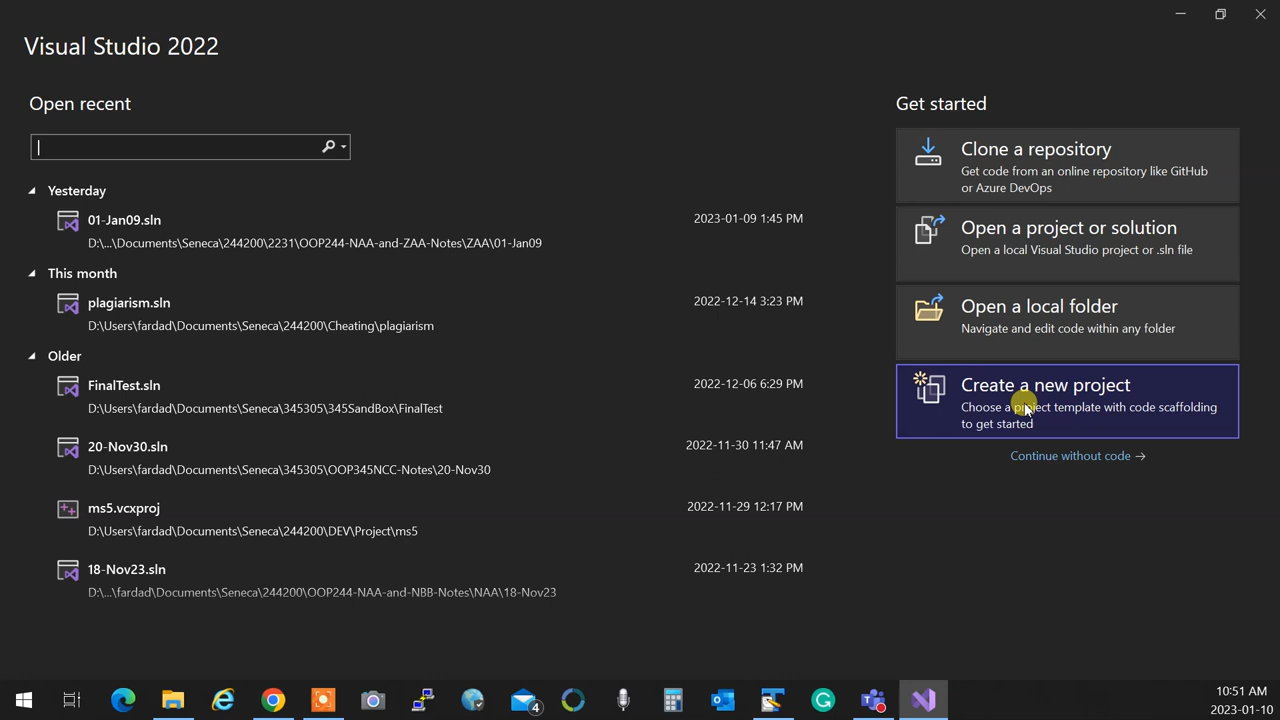 Visual Studio 2022
Open recent
Yesterday
01-Jan09.sln
2023-01-09 1:45 PM
D:\...\Documents\Seneca\244200\2231\OOP244-NAA-and-ZAA-Notes\ZAA\01-Jan09
This month
plagiarism.sln
2022-12-14 3:23 PM
D:\Users\fardad\Documents\Seneca\244200\Cheating\plagiarism
Older
FinalTest.sln
2022-12-06 6:29 PM
D:\Users\fardad\Documents\Seneca\345305\345SandBox\FinalTest
20-Nov30.sln
2022-11-30 11:47 AM
D:\Users\fardad\Documents\Seneca\345305\OOP345NCC-Notes\20-Nov30
ms5.vcxproj
2022-11-29 12:17 PM
D:\Users\fardad\Documents\Seneca\244200\DEV\Project\ms5
18-Nov23.sln
2022-11-23 1:32 PM
D:\...\fardad\Documents\Seneca\244200\OOP244-NAA-and-NBB-Notes\NAA\18-Nov23
Get started
Clone a repository
Get code from an online repository like GitHub
or Azure DevOps
Open a project or solution
Open a local Visual Studio project or .sln file
Open a local folder
Navigate and edit code within any folder
Create a new project
Choose a project template with code scaffolding
to get started
Continue without code →
4
10:51 AM
2023-01-10